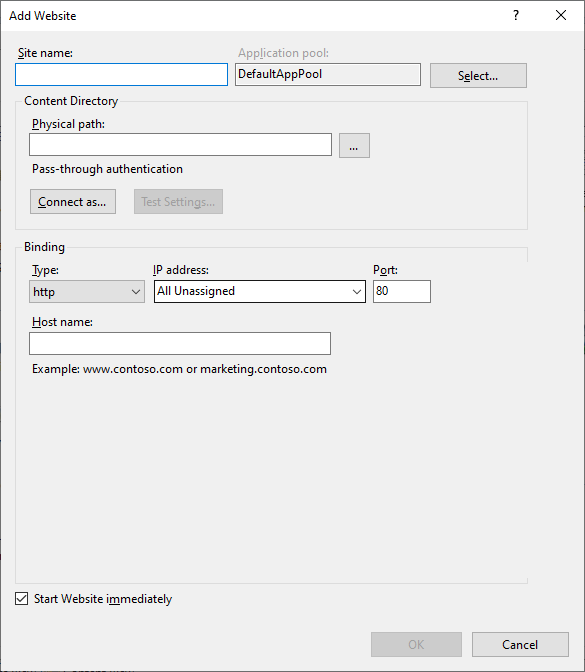 Add Website
?
Site name:
Application pool:
DefaultAppPool
Select...
Content Directory
Physical path:
...
Pass-through authentication
Connect as...
Test Settings...
Binding
Type:
IP address:
Port:
http
All Unassigned
80
Host name:
Example: www.contoso.com or marketing.contoso.com
Start Website immediately
OK
Cancel